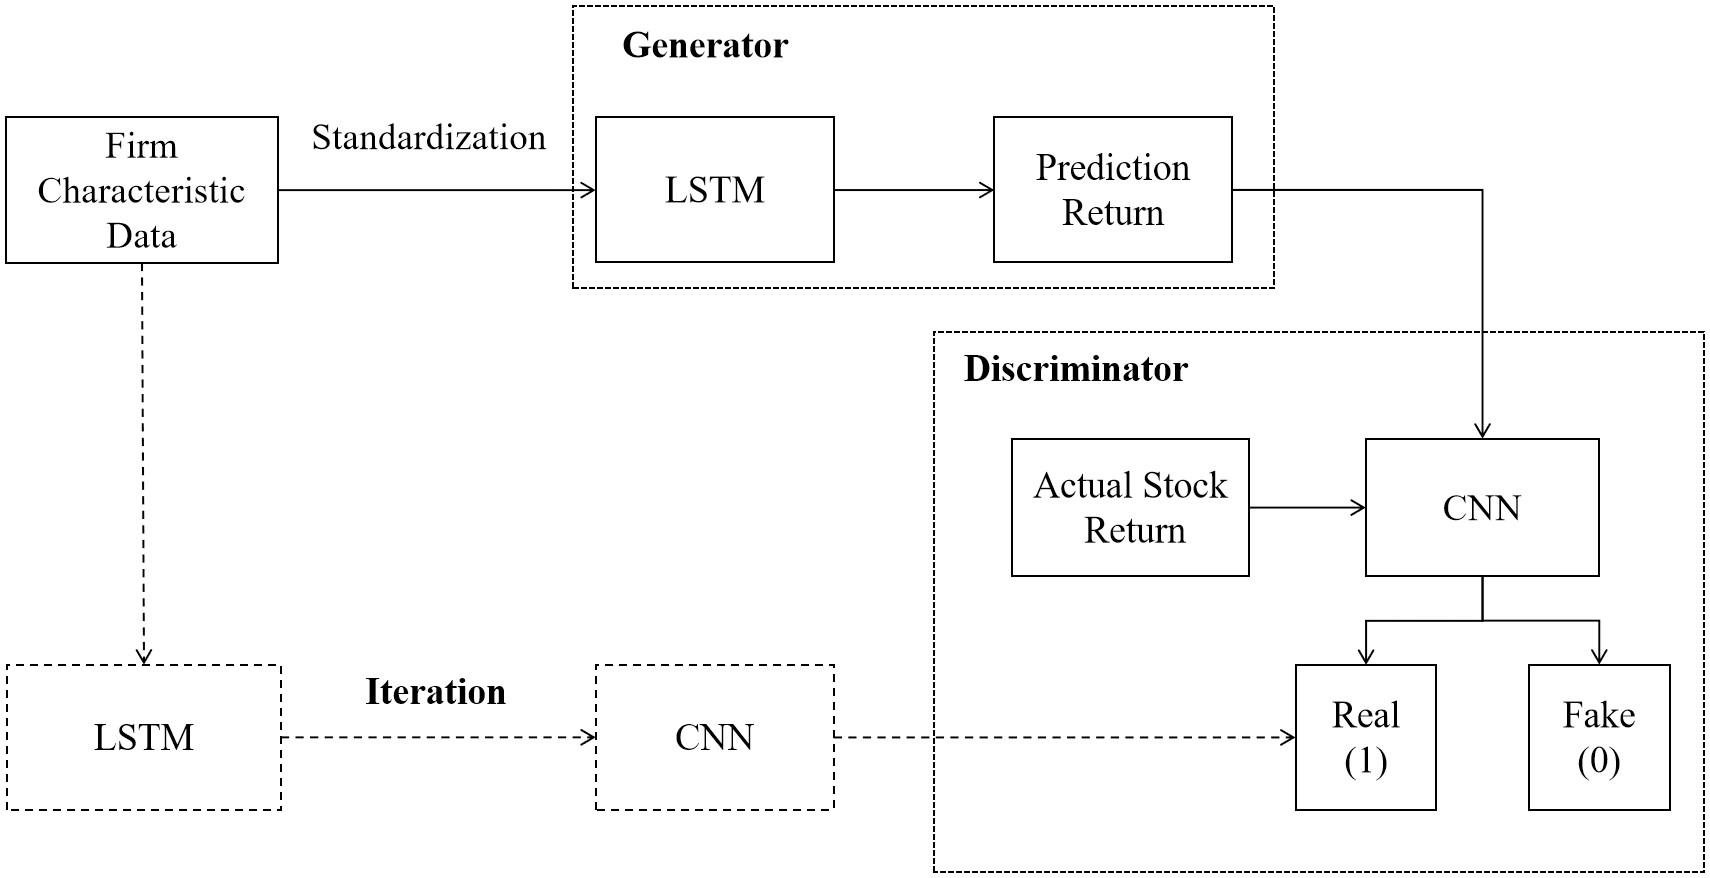 Generator
Firm
Characteristic
Data
Standardization
LSTM
Prediction
Return
Discriminator
Actual Stock
Return
CNN
LSTM
Iteration
CNN
Real
(1)
Fake
(0)